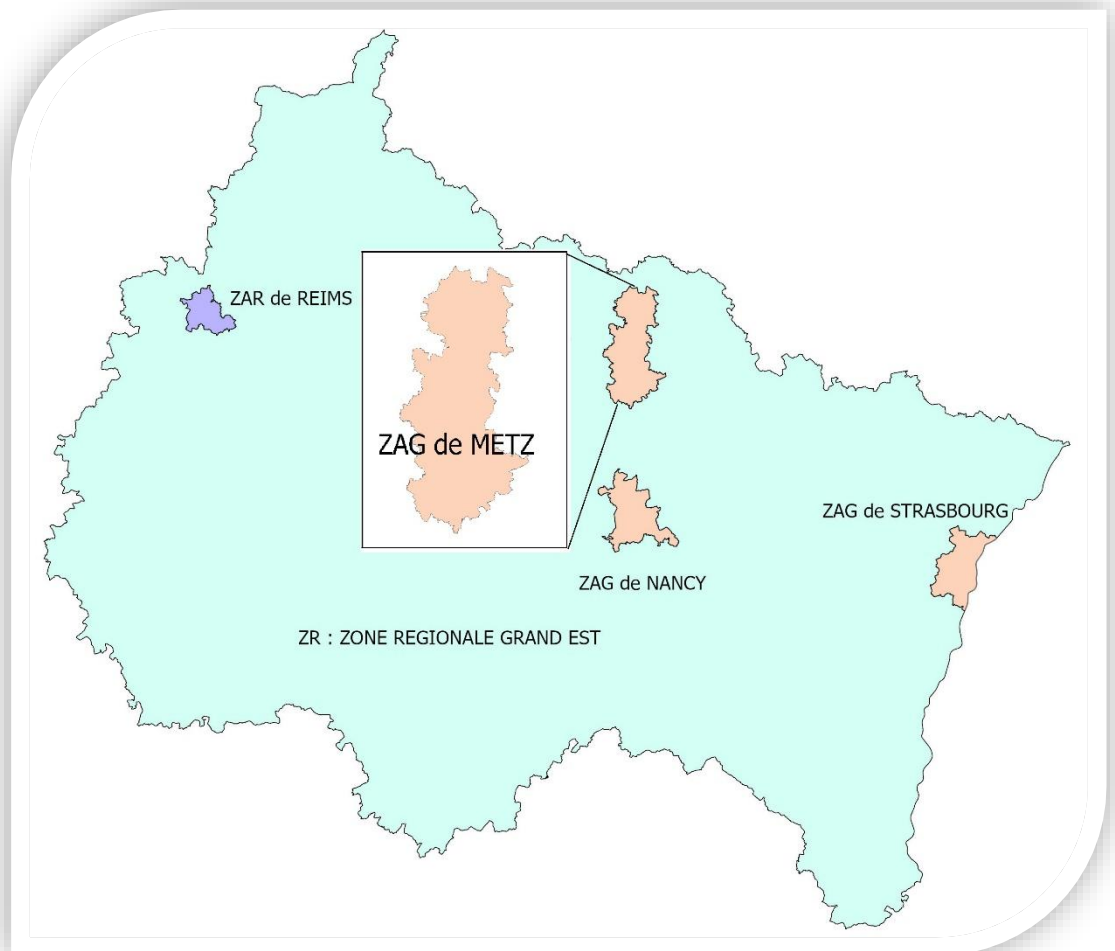 ZAR de REIMS
ZAG de METZ
ZAG de STRASBOURG
ZAG de NANCY
ZR : ZONE REGIONALE GRAND EST